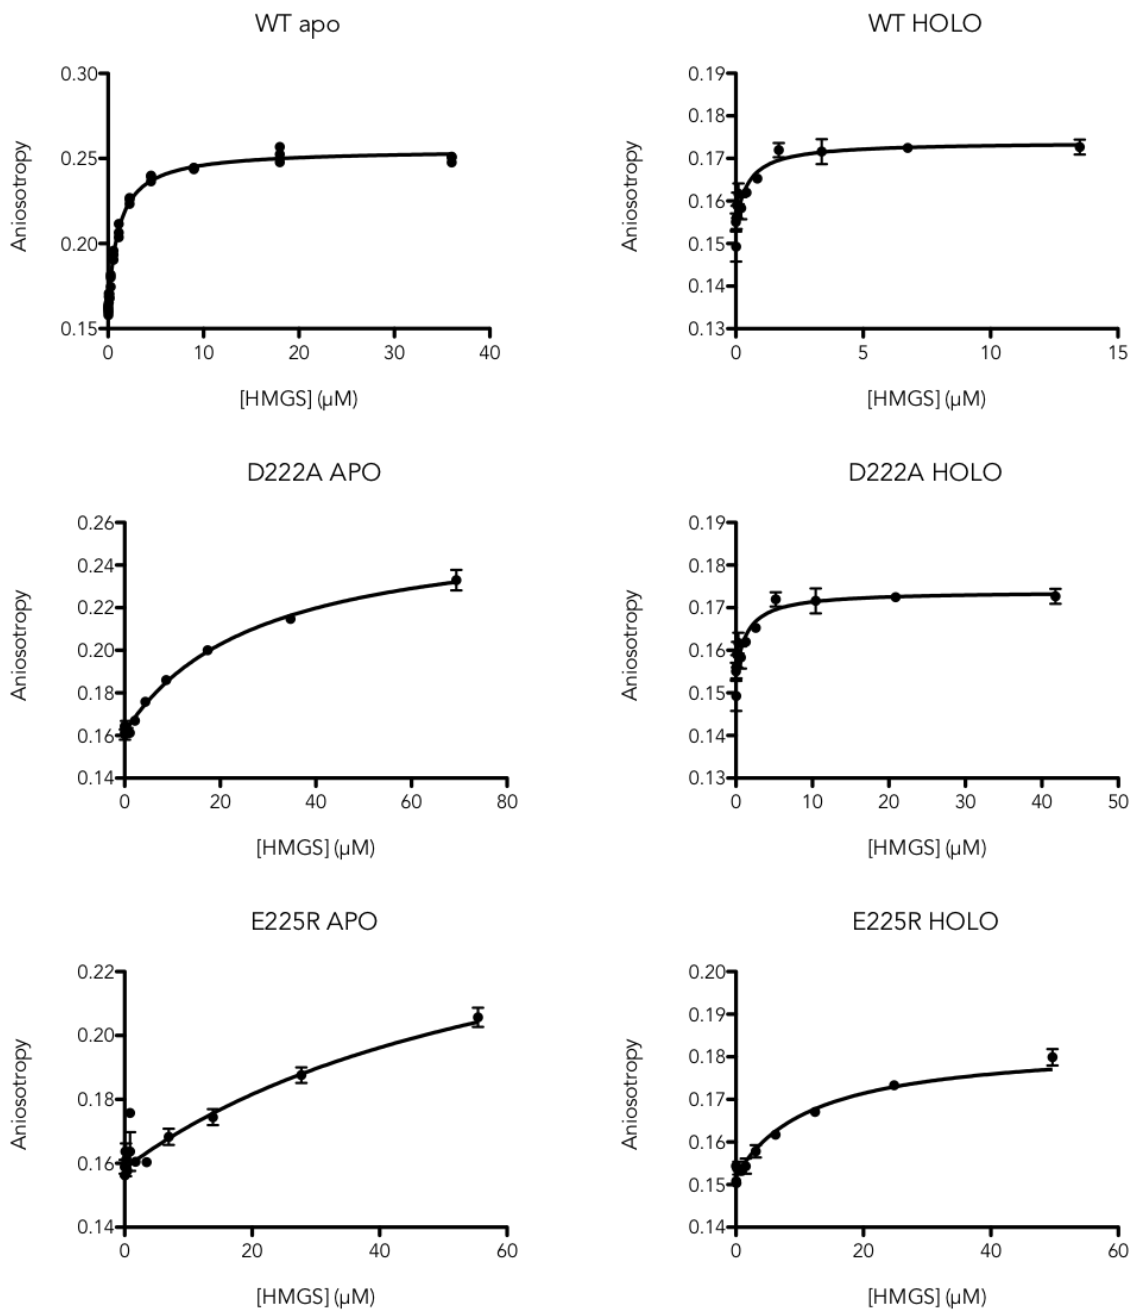 WT apo
0.30
0.25
0.20
0.15
Aniosotropy
0 10 20 30 40
[HMGS] (µM)
WT HOLO
0.19
0.18
0.17
0.16
0.15
0.14
0.13
Aniosotropy
0 5 10 15
[HMGS] (µM)
D222A APO
0.26
0.24
0.22
0.20
0.18
0.16
0.14
Aniosotropy
0 20 40 60 80
[HMGS] (µM)
D222A HOLO
0.19
0.18
0.17
0.16
0.15
0.14
0.13
Aniosotropy
0 10 20 30 40 50
[HMGS] (µM)
E225R APO
0.22
0.20
0.18
0.16
0.14
Aniosotropy
0 20 40 60
[HMGS] (µM)
E225R HOLO
0.20
0.19
0.18
0.17
0.16
0.15
0.14
Aniosotropy
0 20 40 60
[HMGS] (µM)